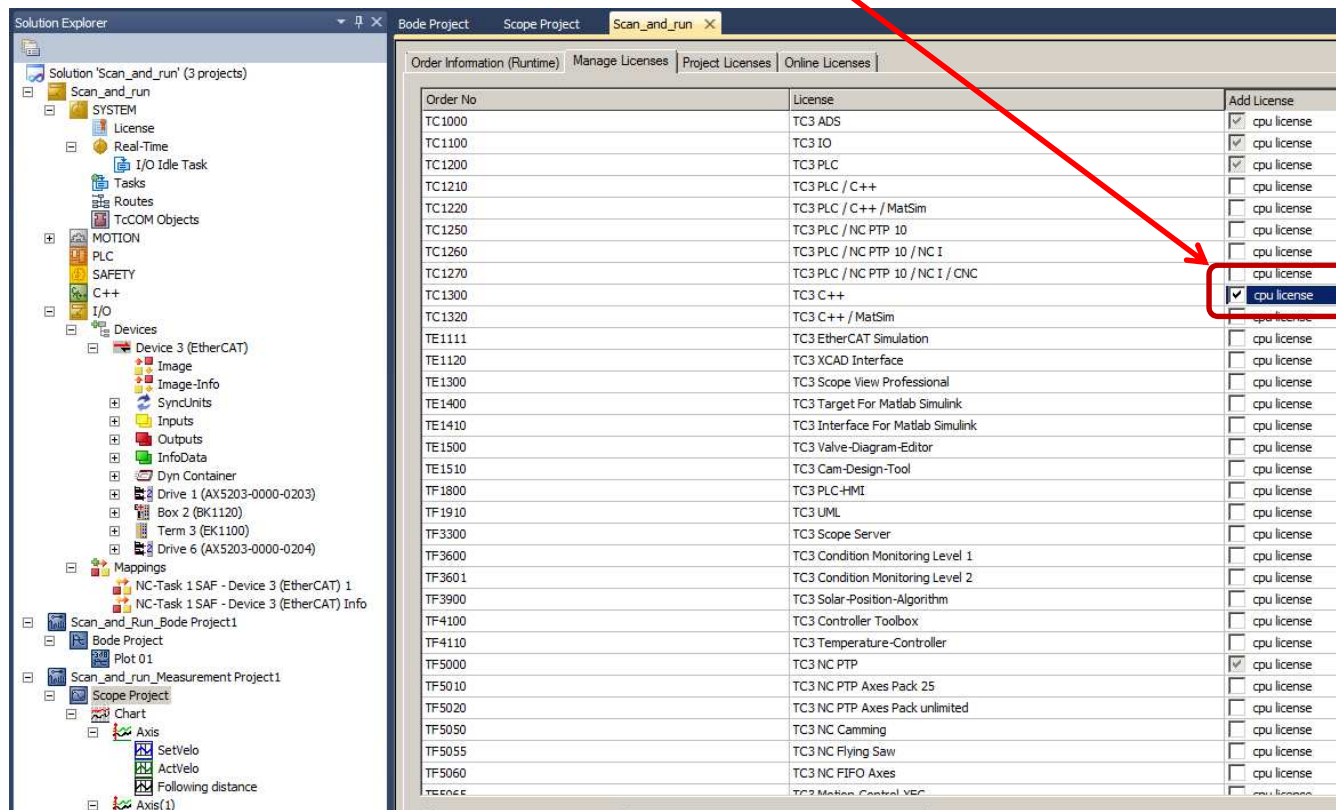 Solution Explorer
Bode Project Scope Project Scan_and_run
Solution 'Scan_and_run' (3 projects)
Scan_and_run
SYSTEM
License
Real-Time
I/O Idle Task
Tasks
Routes
TcCOM Objects
MOTION
PLC
SAFETY
C++
I/O
Devices
Device 3 (EtherCAT)
Image
Image-Info
SyncUnits
Inputs
Outputs
InfoData
Dyn Container
Drive 1 (AX5203-0000-0203)
Box 2 (BK1120)
Term 3 (EK1100)
Drive 6 (AX5203-0000-0204)
Mappings
NC-Task 1 SAF - Device 3 (EtherCAT) 1
NC-Task 1 SAF - Device 3 (EtherCAT) Info
Scan_and_Run_Bode Project1
Bode Project
Plot 01
Scan_and_run_Measurement Project1
Scope Project
Chart
Axis
SetVelo
ActVelo
Following distance
Axis(1)
Order Information (Runtime) Manage Licenses Project Licenses Online Licenses
Order No License Add License
TC1000 TC3 ADS cpu license
TC1100 TC3 IO cpu license
TC1200 TC3 PLC cpu license
TC1210 TC3 PLC / C++ cpu license
TC1220 TC3 PLC / C++ / MatSim cpu license
TC1250 TC3 PLC / NC PTP 10 cpu license
TC1260 TC3 PLC / NC PTP 10 / NC I cpu license
TC1270 TC3 PLC / NC PTP 10 / NC I / CNC cpu license
TC1300 TC3 C++ cpu license
TC1320 TC3 C++ / MatSim cpu license
TE1111 TC3 EtherCAT Simulation cpu license
TE1120 TC3 XCAD Interface cpu license
TE1300 TC3 Scope View Professional cpu license
TE1400 TC3 Target For Matlab Simulink cpu license
TE1410 TC3 Interface For Matlab Simulink cpu license
TE1500 TC3 Valve-Diagram-Editor cpu license
TE1510 TC3 Cam-Design-Tool cpu license
TF1800 TC3 PLC-HMI cpu license
TF1910 TC3 UML cpu license
TF3300 TC3 Scope Server cpu license
TF3600 TC3 Condition Monitoring Level 1 cpu license
TF3601 TC3 Condition Monitoring Level 2 cpu license
TF3900 TC3 Solar-Position-Algorithm cpu license
TF4100 TC3 Controller Toolbox cpu license
TF4110 TC3 Temperature-Controller cpu license
TF5000 TC3 NC PTP cpu license
TF5010 TC3 NC PTP Axes Pack 25 cpu license
TF5020 TC3 NC PTP Axes Pack unlimited cpu license
TF5050 TC3 NC Camming cpu license
TF5055 TC3 NC Flying Saw cpu license
TF5060 TC3 NC FIFO Axes cpu license
TF5065 TC3 Motion Control XFC cpu license